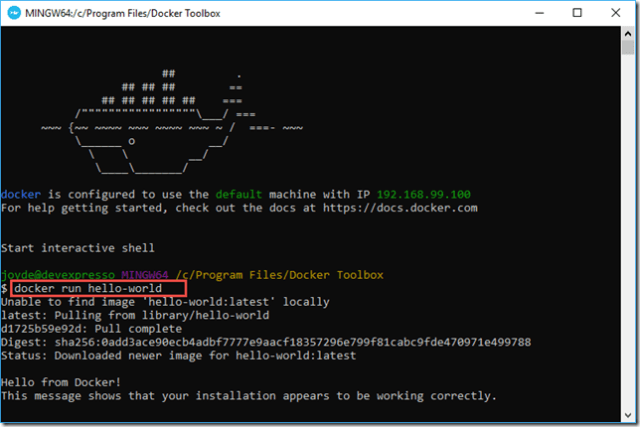 MINGW64:/c/Program Files/Docker Toolbox
                        ##         .
                  ## ## ##        ==
               ## ## ## ## ##    ===
           /"""""""""""""""""\___/ ===
      ~~~ {~~ ~~~~ ~~~ ~~~~ ~~~ ~ /  ===- ~~~
           \______ o           __/
             \    \         __/
              \____\_______/
docker is configured to use the default machine with IP 192.168.99.100
For help getting started, check out the docs at https://docs.docker.com
Start interactive shell
joyde@devexpresso MINGW64 /c/Program Files/Docker Toolbox
$ docker run hello-world
Unable to find image 'hello-world:latest' locally
latest: Pulling from library/hello-world
d1725b59e92d: Pull complete
Digest: sha256:0add3ace90ecb4adbf7777e9aacf18357296e799f81cabc9fde470971e499788
Status: Downloaded newer image for hello-world:latest
Hello from Docker!
This message shows that your installation appears to be working correctly.